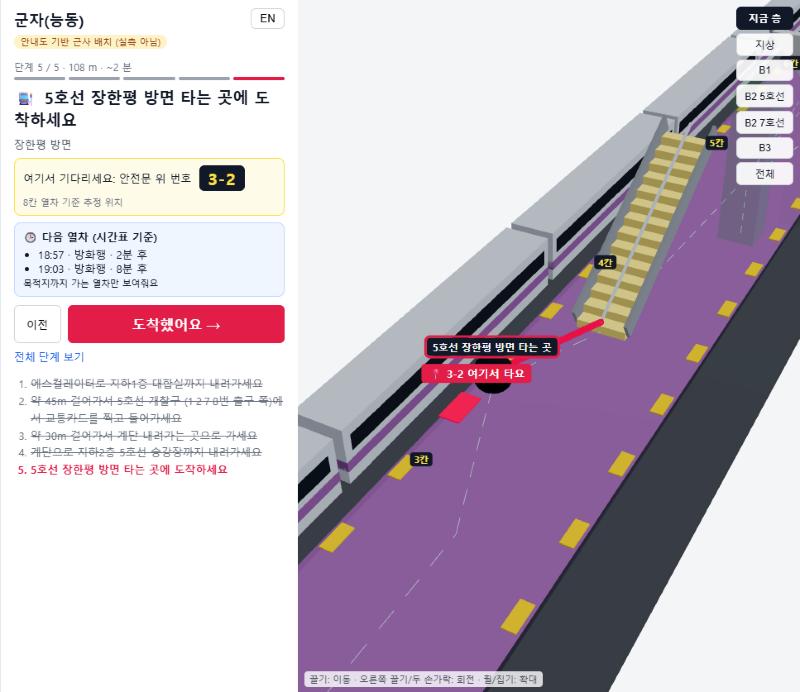 군자(능동)
EN
안내도 기반 근사 배치 (실측 아님)
단계 5 / 5 · 108 m · ~2 분
5호선 장한평 방면 타는 곳에 도
착하세요
장한평 방면
여기서 기다리세요: 안전문 위 번호 3-2
8칸 열차 기준 추정 위치
다음 열차 (시간표 기준)
• 18:57 · 방화행 · 2분 후
• 19:03 · 방화행 · 8분 후
목적지까지 가는 열차만 보여줘요
이전
도착했어요 →
전체 단계 보기
1. 에스컬레이터로 지하1층 대합실까지 내려가세요
2. 약 45m 걸어가서 5호선 개찰구 (1·2·7·8번 출구 쪽)에
서 교통카드를 찍고 들어가세요
3. 약 30m 걸어가서 계단 내려가는 곳으로 가세요
4. 계단으로 지하2층 5호선 승강장까지 내려가세요
5. 5호선 장한평 방면 타는 곳에 도착하세요
지금 층
지상
B1
B2 5호선
B2 7호선
B3
전체
5칸
4칸
5호선 장한평 방면 타는 곳
3-2 여기서 타요
3칸
끌기: 이동 · 오른쪽 끌기/두 손가락: 회전 · 휠/집기: 확대